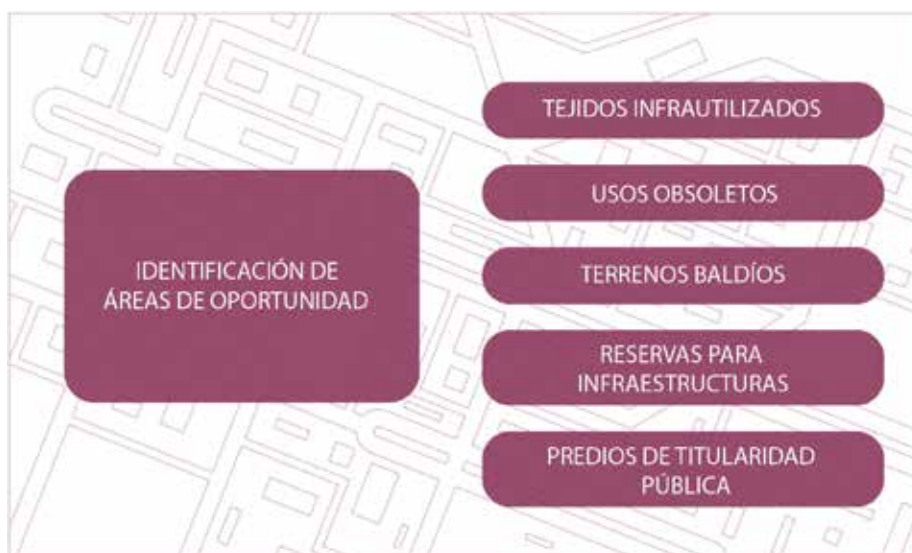 IDENTIFICACIÓN DE
ÁREAS DE OPORTUNIDAD
TEJIDOS INFRAUTILIZADOS
USOS OBSOLETOS
TERRENOS BALDÍOS
RESERVAS PARA
INFRAESTRUCTURAS
PREDIOS DE TITULARIDAD
PÚBLICA